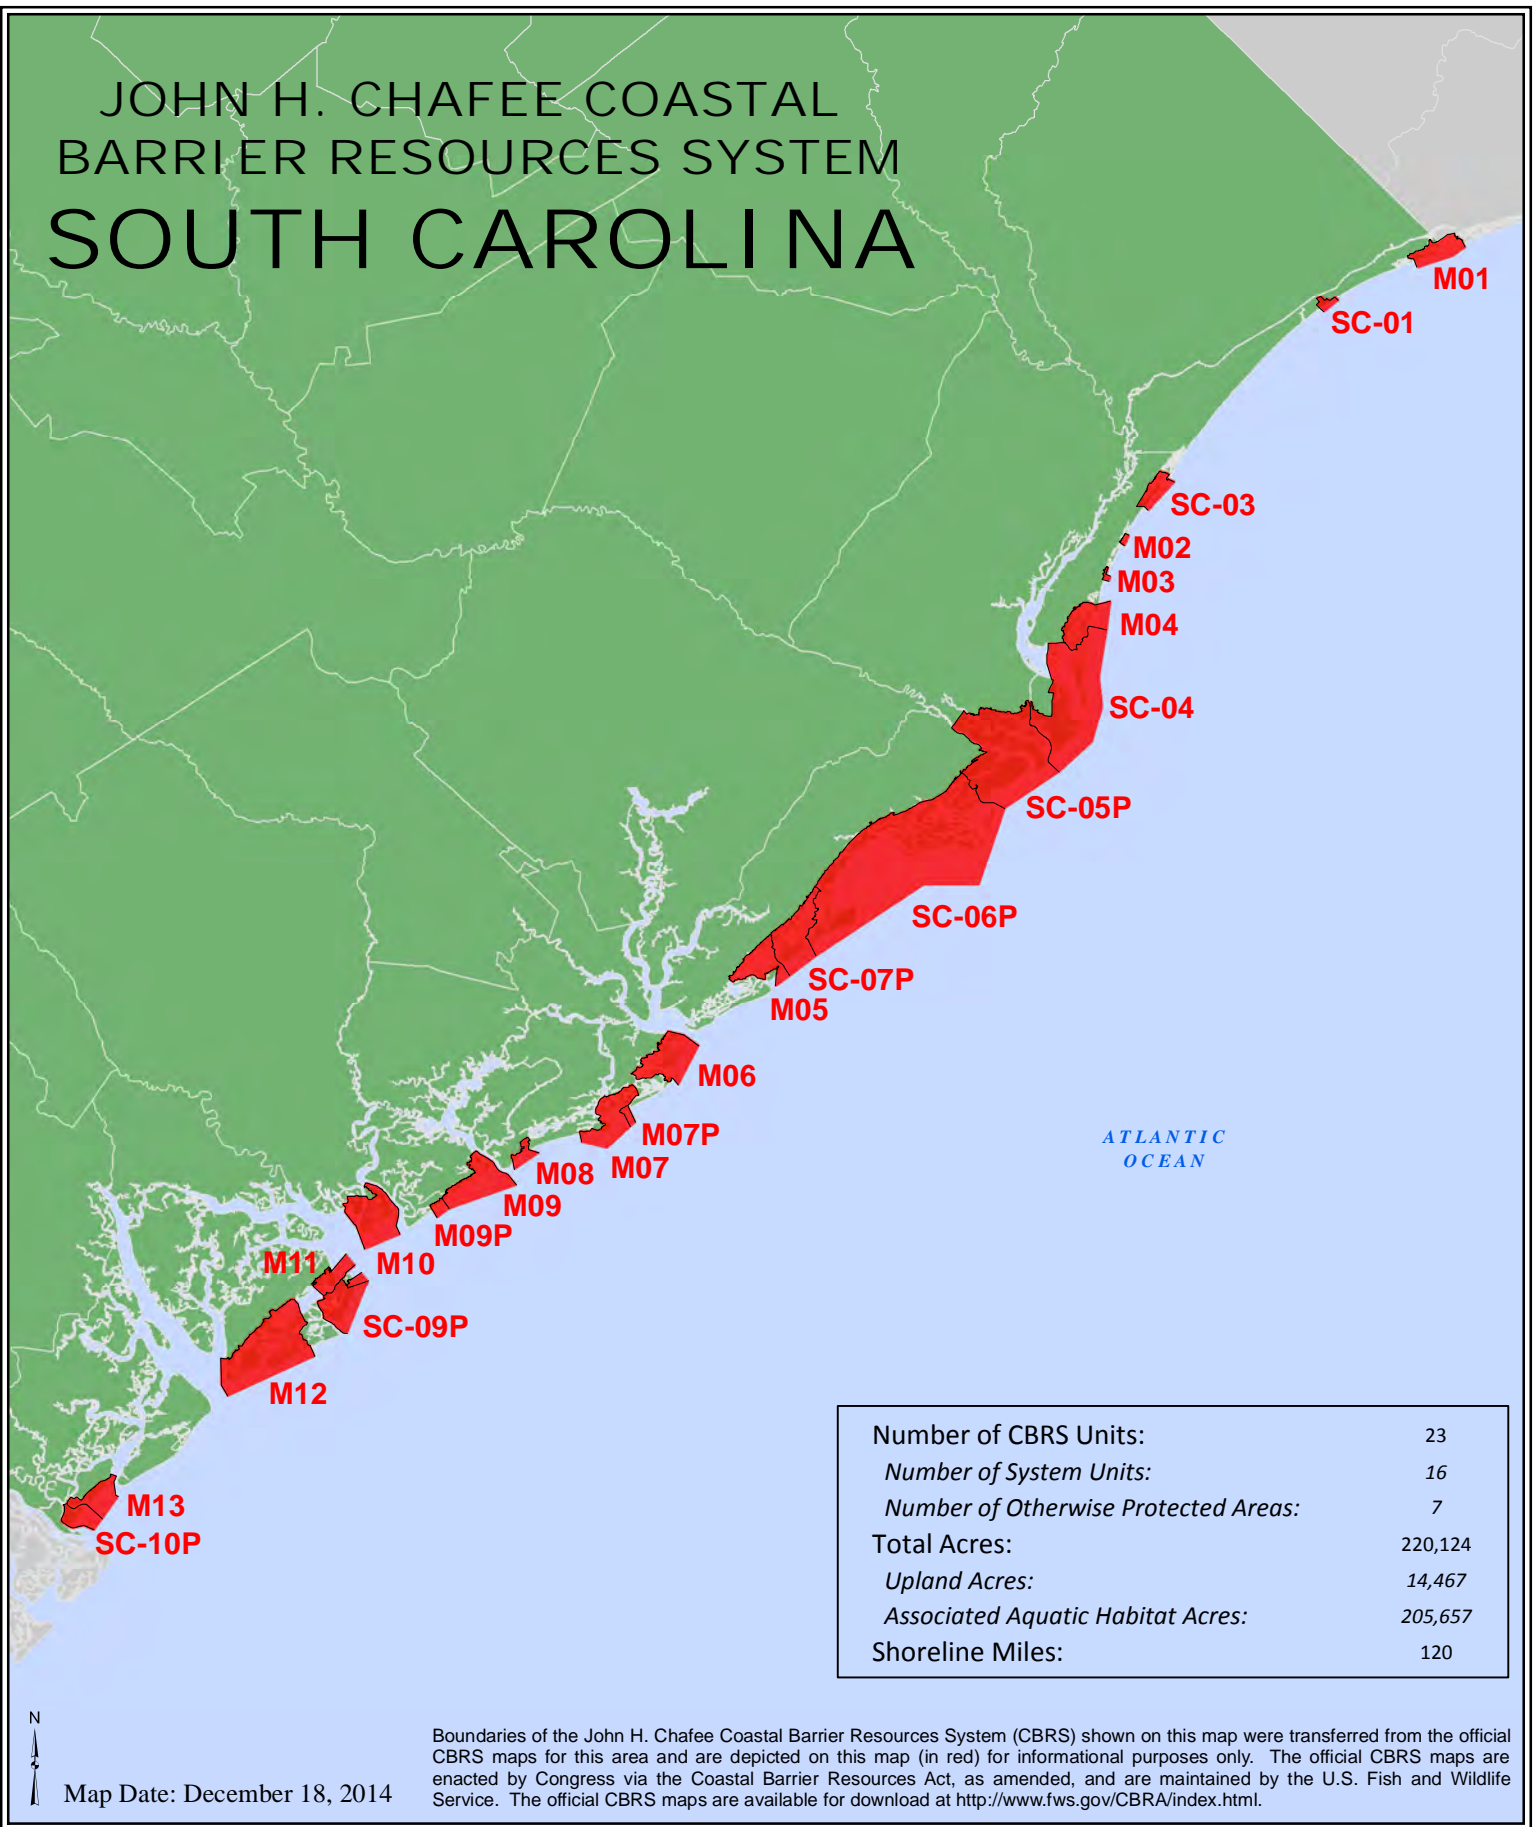 JOHN H. CHAFEE COASTAL
BARRIER RESOURCES SYSTEM
SOUTH CAROLINA
M01
SC-01
SC-03
M02
M03
M04
SC-04
SC-05P
SC-06P
SC-07P
M05
M06
M07P
M07
M08
M09
M09P
M10
M11
SC-09P
M12
M13
SC-10P
ATLANTIC
OCEAN
Number of CBRS Units: 23
Number of System Units: 16
Number of Otherwise Protected Areas: 7
Total Acres: 220,124
Upland Acres: 14,467
Associated Aquatic Habitat Acres: 205,657
Shoreline Miles: 120
N
Map Date: December 18, 2014
Boundaries of the John H. Chafee Coastal Barrier Resources System (CBRS) shown on this map were transferred from the official
CBRS maps for this area and are depicted on this map (in red) for informational purposes only. The official CBRS maps are
enacted by Congress via the Coastal Barrier Resources Act, as amended, and are maintained by the U.S. Fish and Wildlife
Service. The official CBRS maps are available for download at http://www.fws.gov/CBRA/index.html.